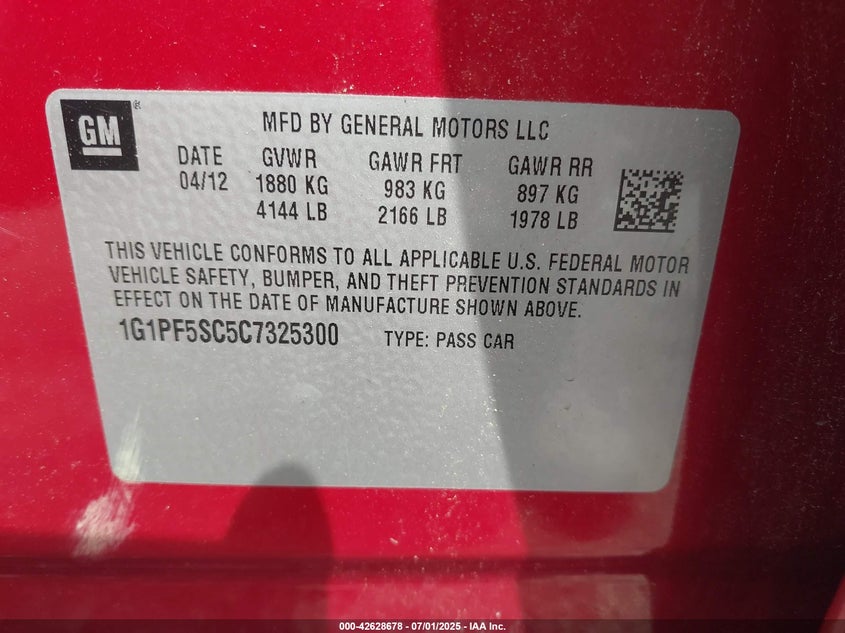 GM
MFD BY GENERAL MOTORS LLC
DATE GVWR GAWR FRT GAWR RR
04/12 1880 KG 983 KG 897 KG
4144 LB 2166 LB 1978 LB
THIS VEHICLE CONFORMS TO ALL APPLICABLE U.S. FEDERAL MOTOR
VEHICLE SAFETY, BUMPER, AND THEFT PREVENTION STANDARDS IN
EFFECT ON THE DATE OF MANUFACTURE SHOWN ABOVE.
1G1PF5SC5C7325300 TYPE: PASS CAR
000-42628678 / 07/01/2025 - IAA Inc.